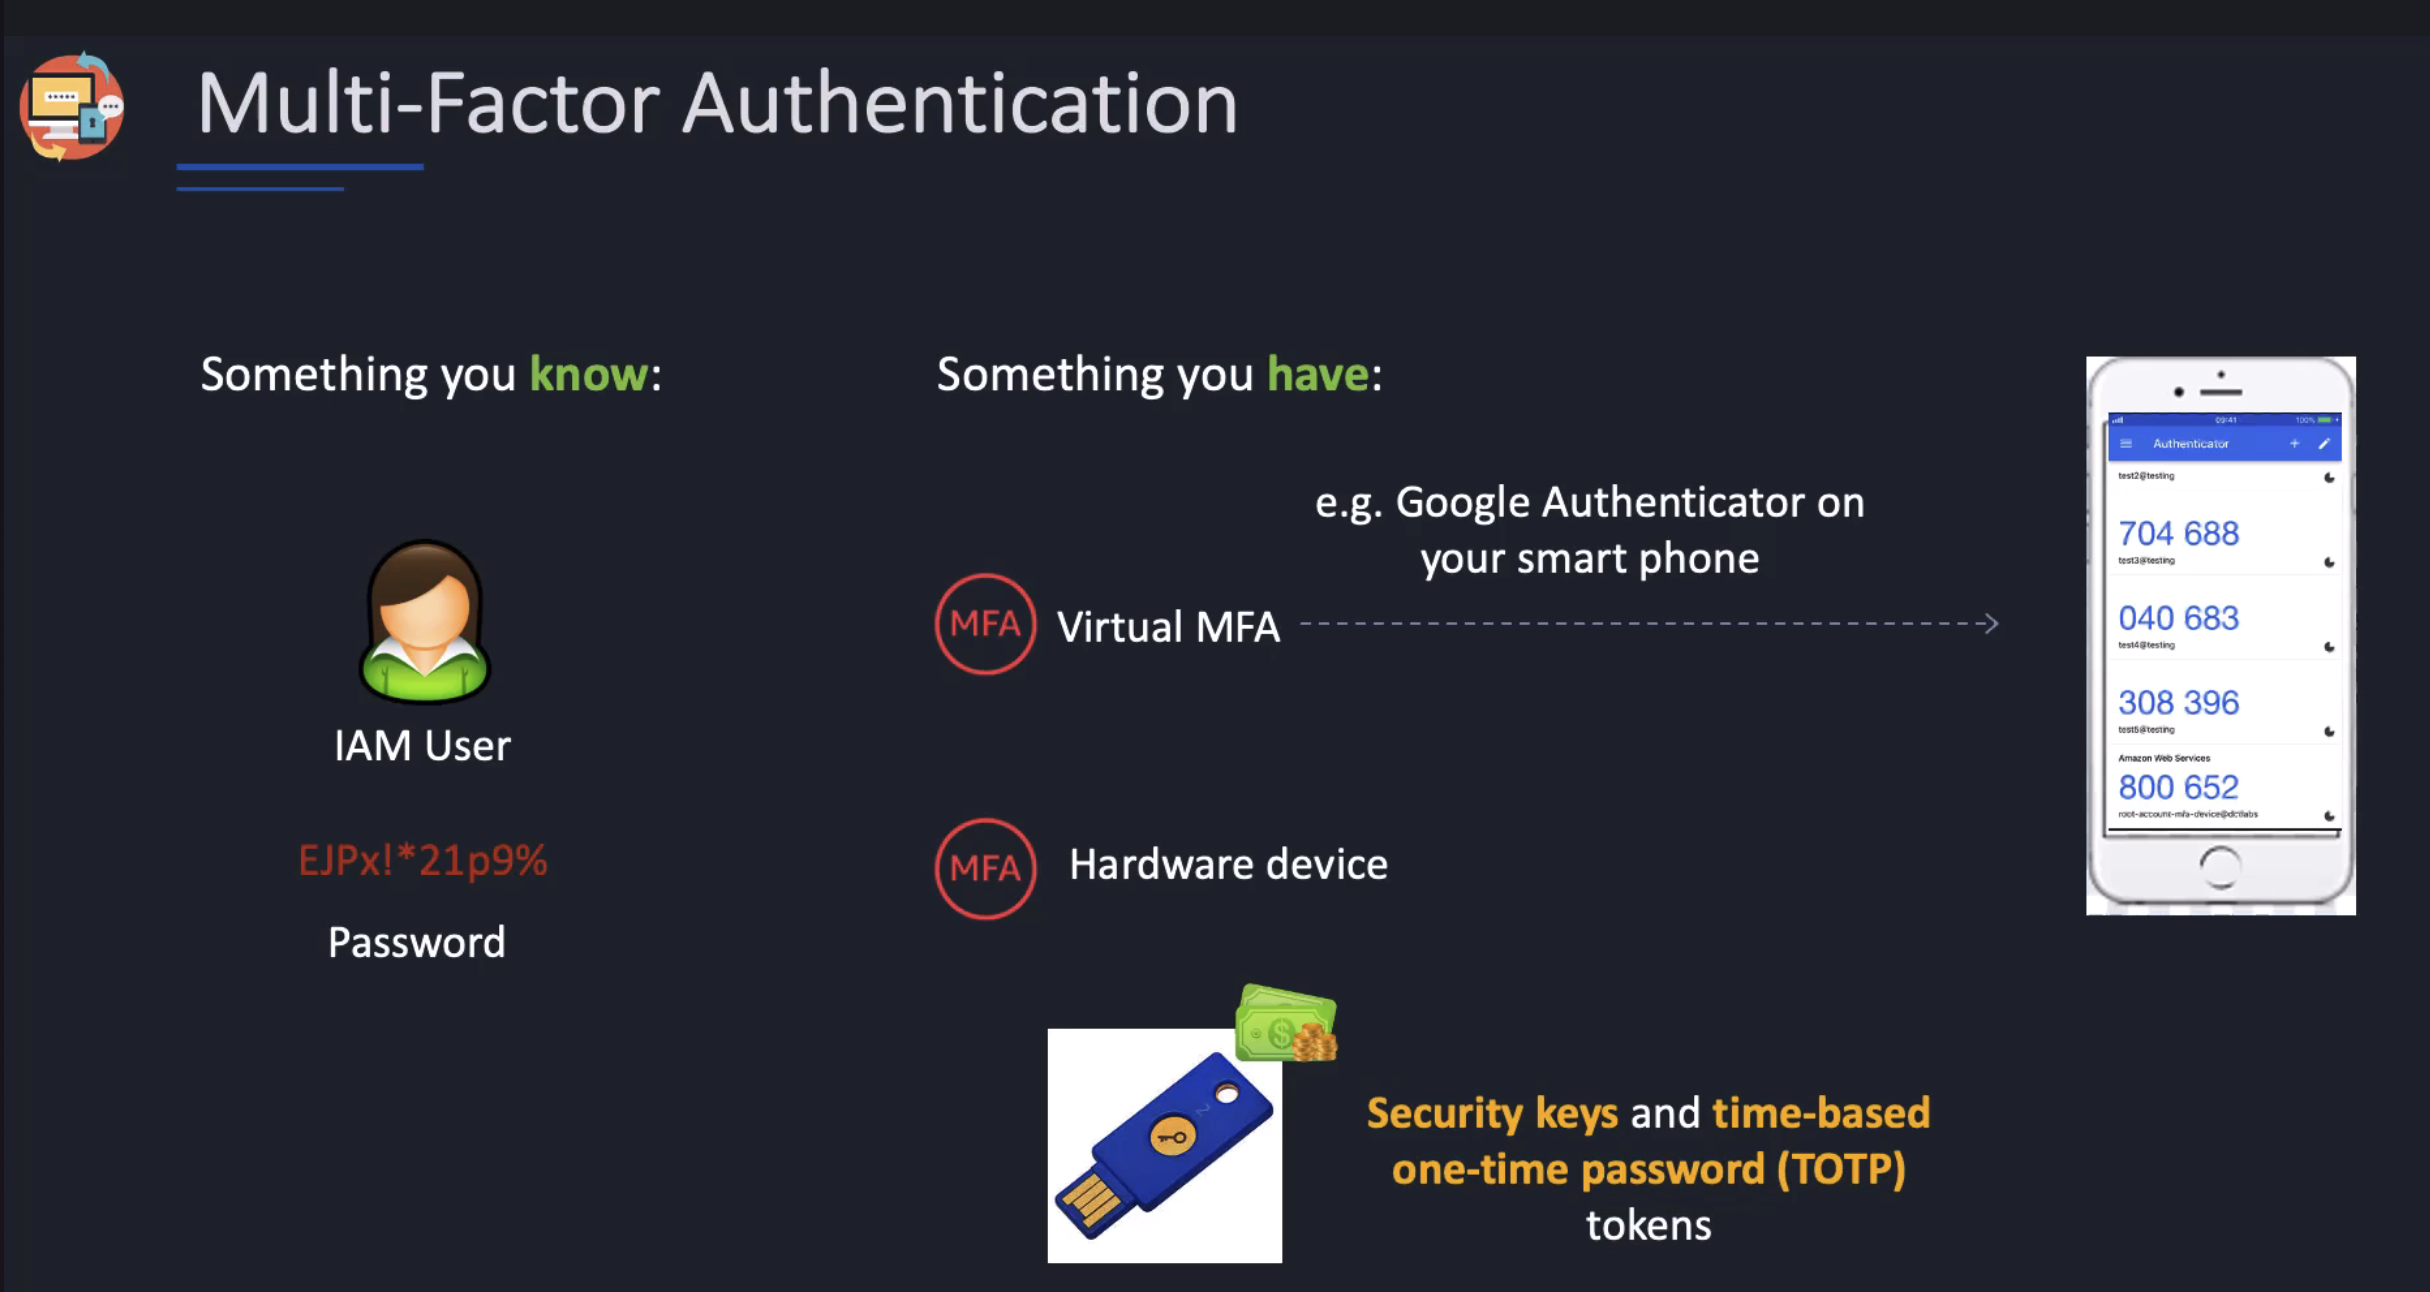 Multi-Factor Authentication
Something you know:
IAM User
EJPx!*21p9%
Password
Something you have:
e.g. Google Authenticator on
your smart phone
MFA
Virtual MFA
MFA
Hardware device
Security keys and time-based
one-time password (TOTP)
tokens
09:41
100%
Authenticator
test2@testing
704 688
test3@testing
040 683
test4@testing
308 396
test5@testing
Amazon Web Services
800 652
root-account-mfa-device@dctlabs